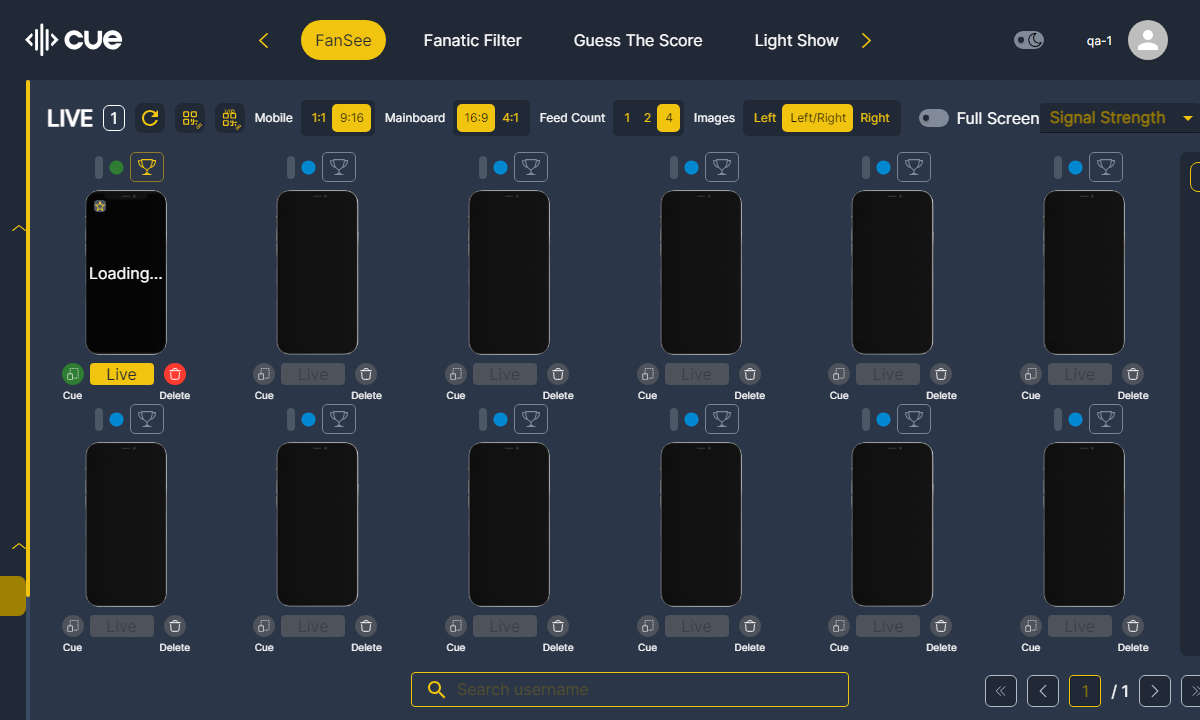 cue
FanSee
Fanatic Filter
Guess The Score
Light Show
qa-1
LIVE 1
Mobile 1:1 9:16
Mainboard 16:9 4:1
Feed Count 1 2 4
Images Left Left/Right Right
Full Screen
Signal Strength
Loading...
Live Live Live Live Live Live
Cue Delete Cue Delete Cue Delete Cue Delete Cue Delete Cue Delete
Live Live Live Live Live Live
Cue Delete Cue Delete Cue Delete Cue Delete Cue Delete Cue Delete
Search username
1 / 1